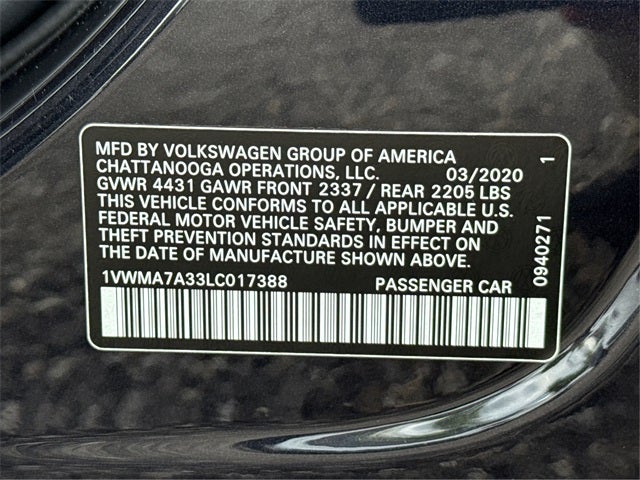 MFD BY VOLKSWAGEN GROUP OF AMERICA
CHATTANOOGA OPERATIONS, LLC. 03/2020
GVWR 4431 GAWR FRONT 2337 / REAR 2205 LBS
THIS VEHICLE CONFORMS TO ALL APPLICABLE U.S.
FEDERAL MOTOR VEHICLE SAFETY, BUMPER AND
THEFT PREVENTION STANDARDS IN EFFECT ON
THE DATE OF MANUFACTURE SHOWN ABOVE.
1VWMA7A33LC017388 PASSENGER CAR
0940271 1